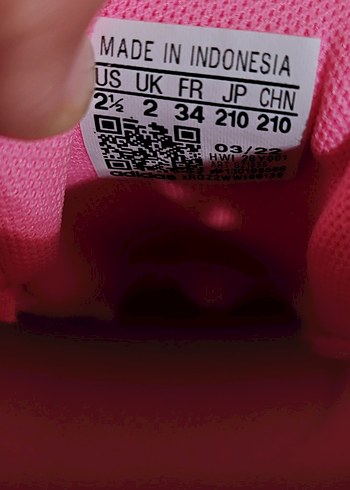 MADE IN INDONESIA
US UK FR JP CHN
2½ 2 34 210 210
03/22
adidas